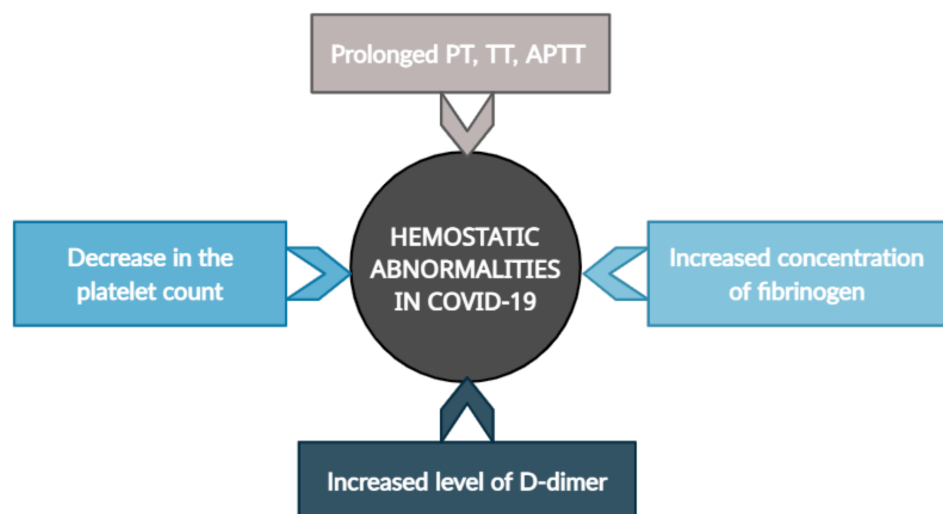 Prolonged PT, TT, APTT
Decrease in the
platelet count
HEMOSTATIC
ABNORMALITIES
IN COVID-19
Increased concentration
of fibrinogen
Increased level of D-dimer